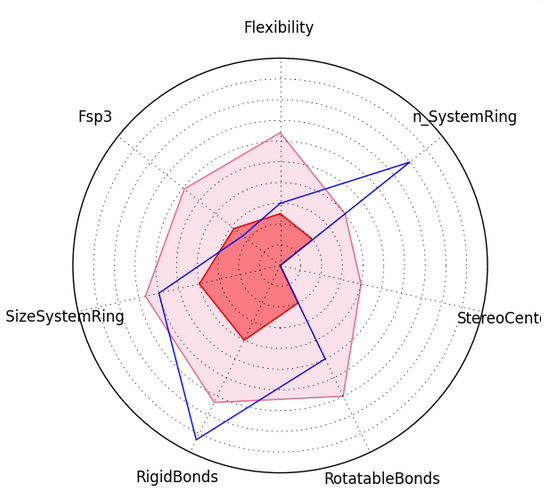 Flexibility
Fsp3
n_SystemRing
SizeSystemRing
StereoCente
RigidBonds
RotatableBonds